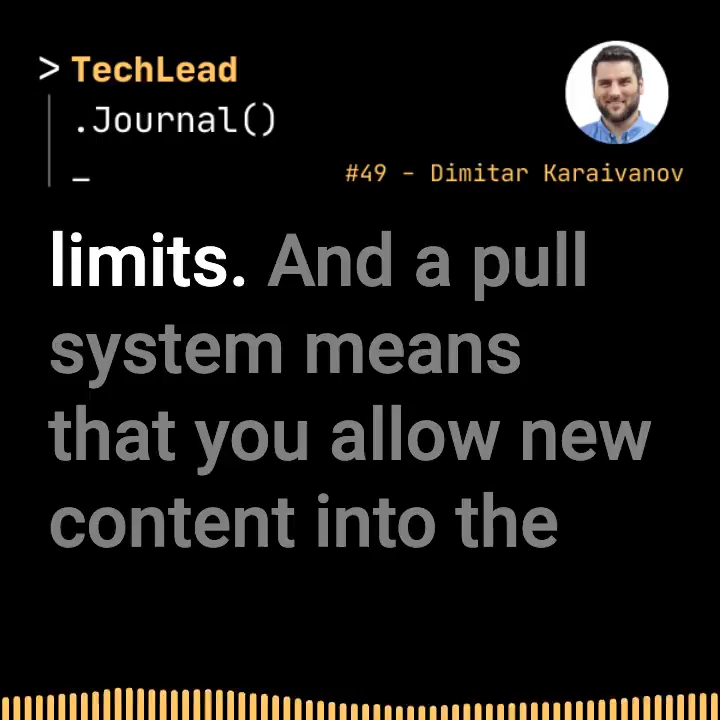 > TechLead
.Journal()
_
#49 - Dimitar Karaivanov
limits. And a pull
system means
that you allow new
content into the